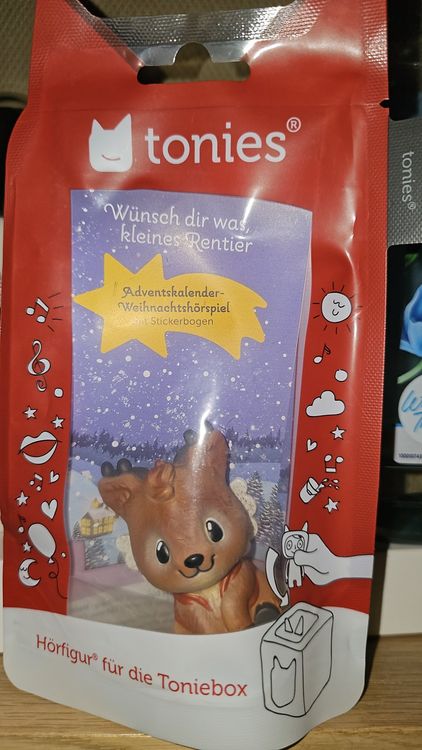 tonies®
Wünsch dir was,
kleines Rentier
Adventskalender-
Weihnachtshörspiel
mit Stickerbogen
Hörfigur® für die Toniebox
tonies®